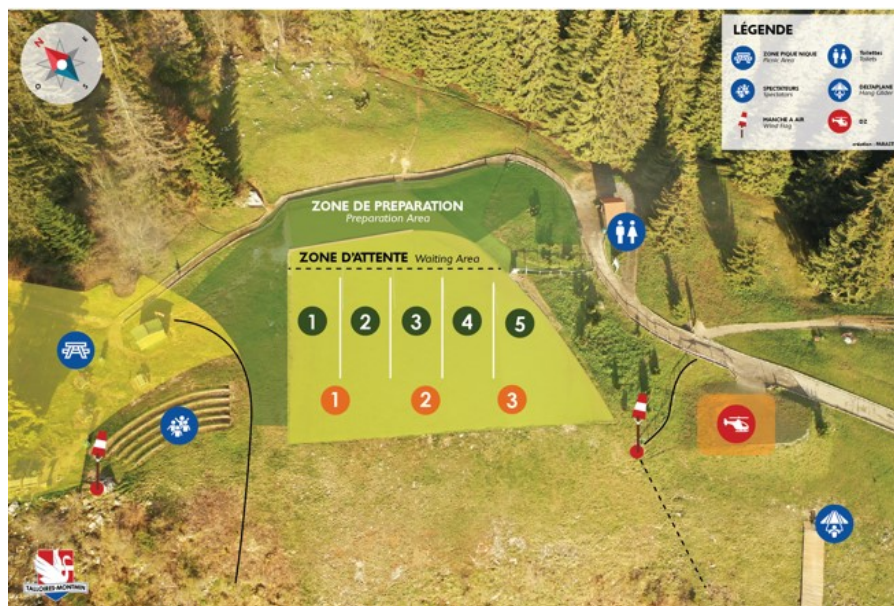 N
E
O
S
LÉGENDE
ZONE PIQUE NIQUE
Picnic Area
Toilettes
Toilets
SPECTATEURS
Spectators
DELTAPLANE
Hang Glider
MANCHE A AIR
Wind Flag
DZ
ZONE DE PREPARATION
Preparation Area
ZONE D'ATTENTE Waiting Area
1 2 3 4 5
1 2 3
TALLOIRES-MONTMIN